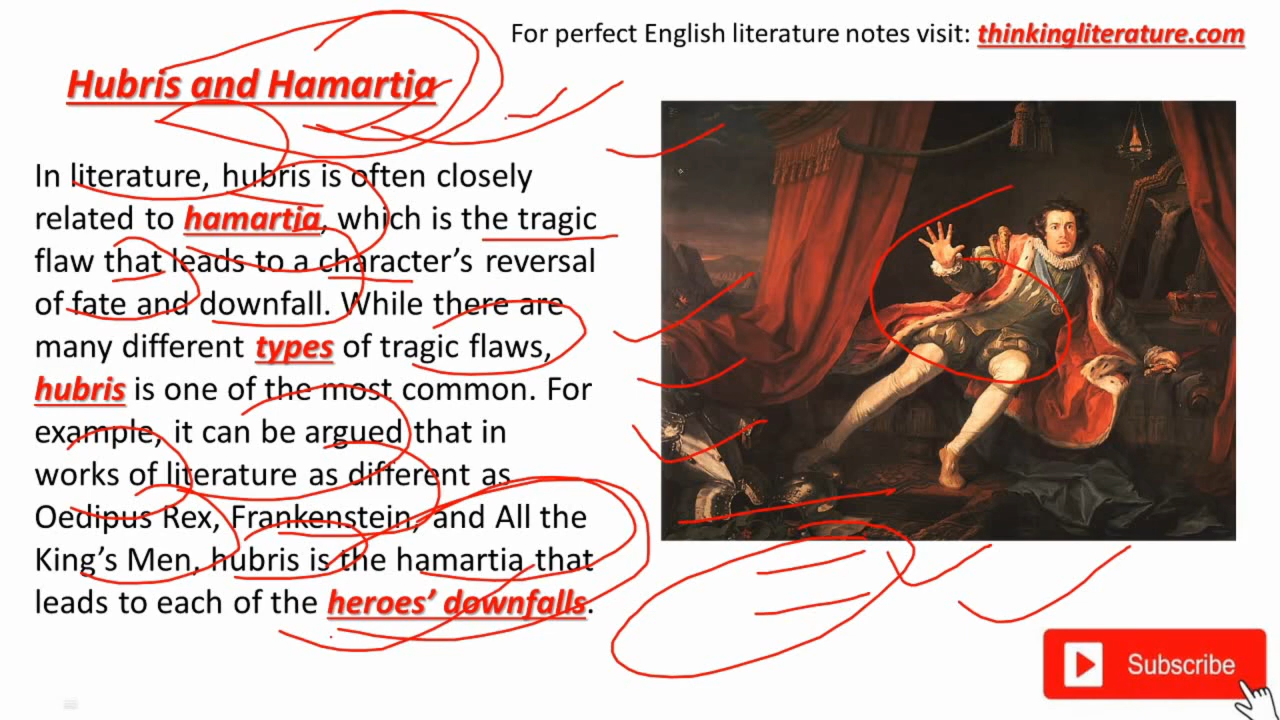 For perfect English literature notes visit: thinkingliterature.com
Hubris and Hamartia
In literature, hubris is often closely
related to hamartia, which is the tragic
flaw that leads to a character’s reversal
of fate and downfall. While there are
many different types of tragic flaws,
hubris is one of the most common. For
example, it can be argued that in
works of literature as different as
Oedipus Rex, Frankenstein, and All the
King’s Men, hubris is the hamartia that
leads to each of the heroes’ downfalls.
Subscribe